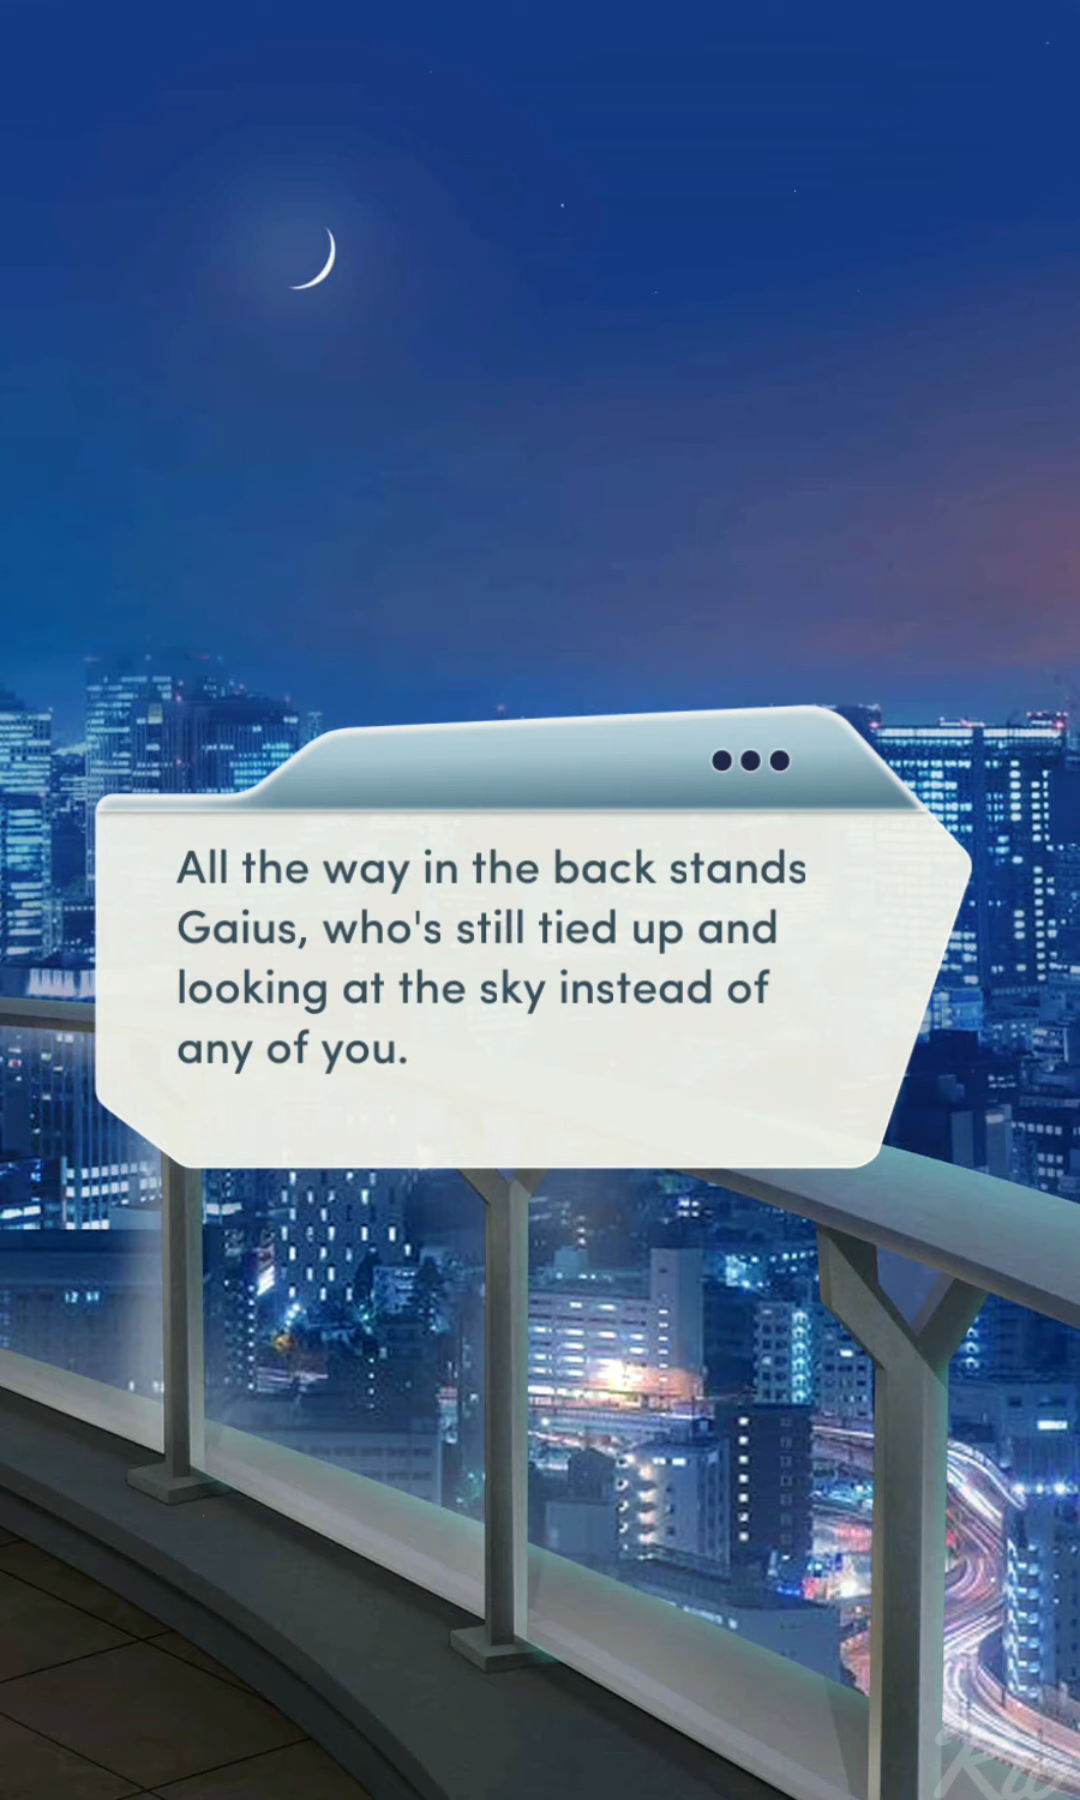 All the way in the back stands
Gaius, who's still tied up and
looking at the sky instead of
any of you.